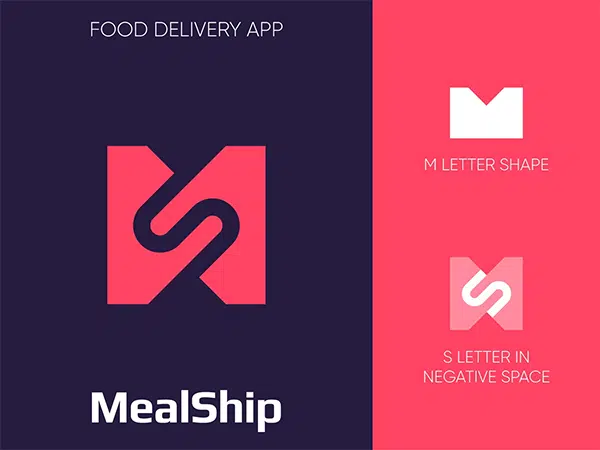 FOOD DELIVERY APP
MealShip
M LETTER SHAPE
S LETTER IN
NEGATIVE SPACE